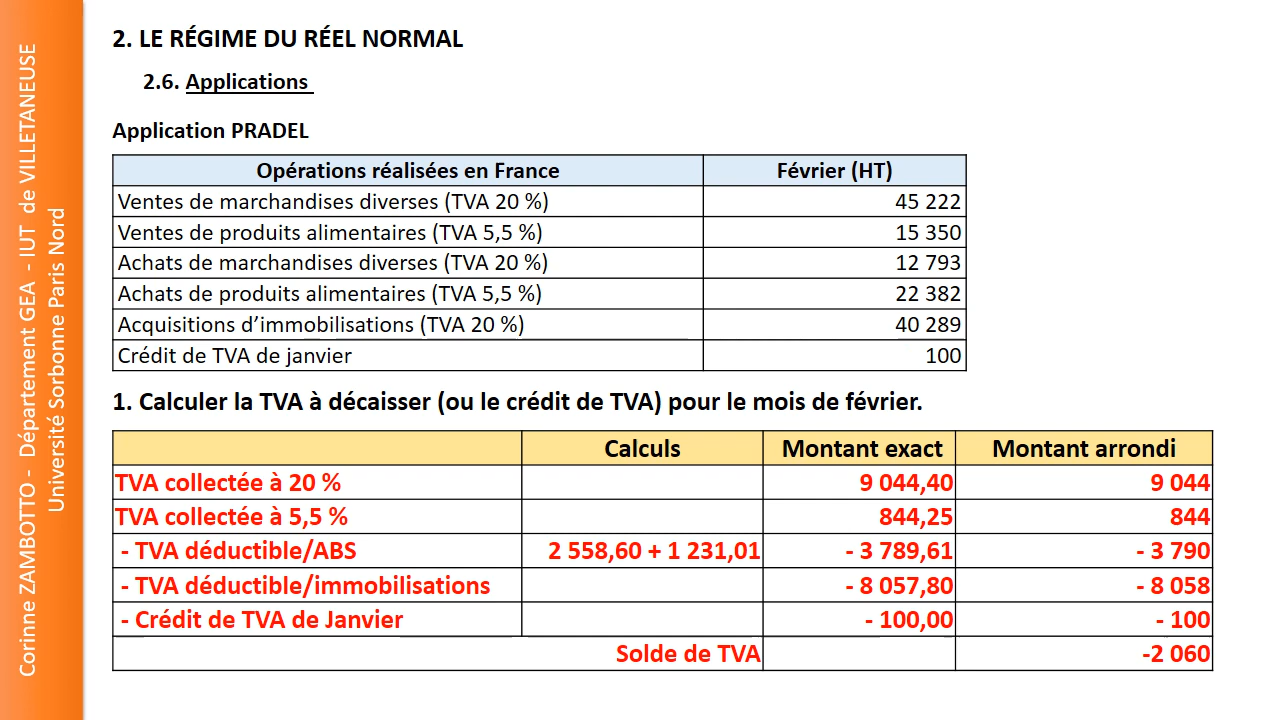 Corinne ZAMBOTTO - Département GEA - IUT de VILLETANEUSE
Université Sorbonne Paris Nord
2. LE RÉGIME DU RÉEL NORMAL
2.6. Applications
Application PRADEL
Opérations réalisées en France Février (HT)
Ventes de marchandises diverses (TVA 20 %) 45 222
Ventes de produits alimentaires (TVA 5,5 %) 15 350
Achats de marchandises diverses (TVA 20 %) 12 793
Achats de produits alimentaires (TVA 5,5 %) 22 382
Acquisitions d’immobilisations (TVA 20 %) 40 289
Crédit de TVA de janvier 100
1. Calculer la TVA à décaisser (ou le crédit de TVA) pour le mois de février.
Calculs Montant exact Montant arrondi
TVA collectée à 20 % 9 044,40 9 044
TVA collectée à 5,5 % 844,25 844
- TVA déductible/ABS 2 558,60 + 1 231,01 - 3 789,61 - 3 790
- TVA déductible/immobilisations - 8 057,80 - 8 058
- Crédit de TVA de Janvier - 100,00 - 100
Solde de TVA -2 060